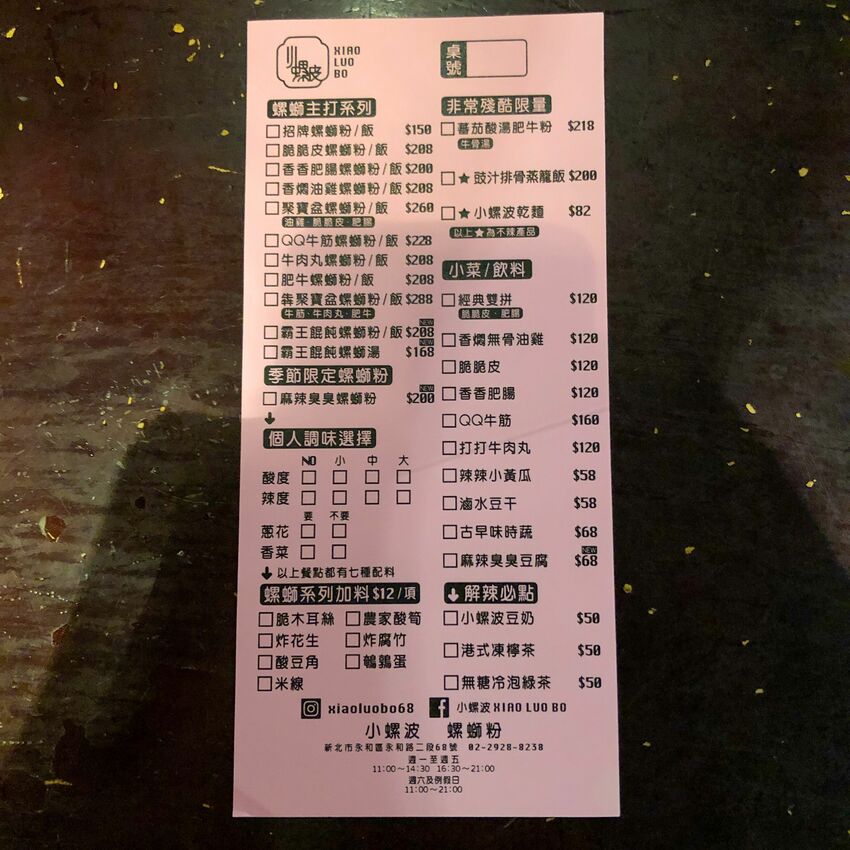 小螺波
XIAO
LUO
BO
桌號
螺螄主打系列
招牌螺螄粉/飯 $150
脆脆皮螺螄粉/飯 $208
香香肥腸螺螄粉/飯 $200
香燜油雞螺螄粉/飯 $208
聚寶盆螺螄粉/飯 $260
油雞·脆脆皮·肥腸
QQ牛筋螺螄粉/飯 $228
牛肉丸螺螄粉/飯 $208
肥牛螺螄粉/飯 $208
犇聚寶盆螺螄粉/飯 $288
牛筋·牛肉丸·肥牛
霸王餛飩螺螄粉/飯 $208 NEW
霸王餛飩螺螄湯 $168 NEW
季節限定螺螄粉
麻辣臭臭螺螄粉 $200 NEW
↓
個人調味選擇
NO 小 中 大
酸度
辣度
要 不要
蔥花
香菜
↓ 以上餐點都有七種配料
螺螄系列加料 $12/項
脆木耳絲 農家酸筍
炸花生 炸腐竹
酸豆角 鵪鶉蛋
米線
非常殘酷限量
蕃茄酸湯肥牛粉 $218
牛骨湯
★豉汁排骨蒸籠飯 $200
★小螺波乾麵 $82
以上★為不辣產品
小菜/飲料
經典雙拼 $120
脆脆皮·肥腸
香燜無骨油雞 $120
脆脆皮 $120
香香肥腸 $120
QQ牛筋 $160
打打牛肉丸 $120
辣辣小黃瓜 $58
滷水豆干 $58
古早味時蔬 $68
麻辣臭臭豆腐 $68 NEW
↓ 解辣必點
小螺波豆奶 $50
港式凍檸茶 $50
無糖冷泡綠茶 $50
xiaoluobo68 小螺波XIAO LUO BO
小螺波 螺螄粉
新北市永和區永和路二段68號 02-2928-8238
週一至週五
11:00~14:30 16:30~21:00
週六及例假日
11:00~21:00